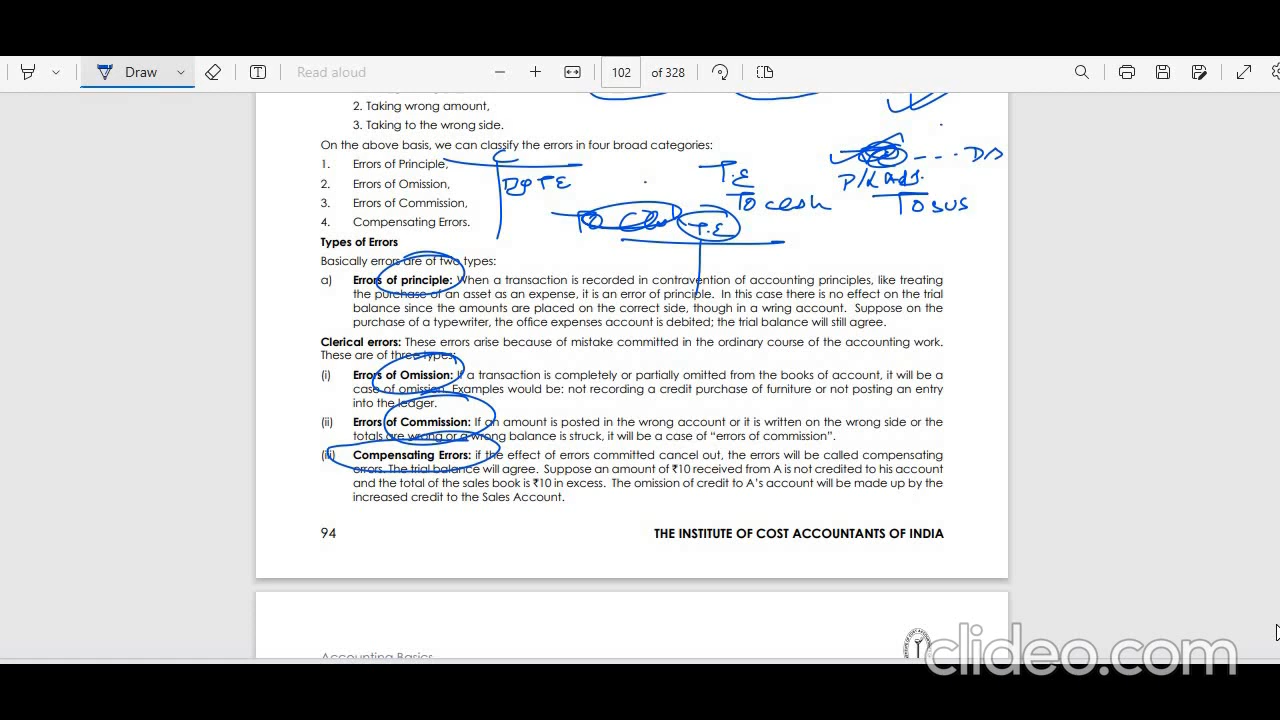 Draw
Read aloud
102 of 328
2. Taking wrong amount,
3. Taking to the wrong side.
On the above basis, we can classify the errors in four broad categories:
1. Errors of Principle,
2. Errors of Omission,
3. Errors of Commission,
4. Compensating Errors.
T.E
To cash
P/L Adj.
To sus
T.E
Types of Errors
Basically errors are of two types:
a) Errors of principle: When a transaction is recorded in contravention of accounting principles, like treating
the purchase of an asset as an expense, it is an error of principle. In this case there is no effect on the trial
balance since the amounts are placed on the correct side, though in a wring account. Suppose on the
purchase of a typewriter, the office expenses account is debited; the trial balance will still agree.
Clerical errors: These errors arise because of mistake committed in the ordinary course of the accounting work.
These are of three types:
(i) Errors of Omission: If a transaction is completely or partially omitted from the books of account, it will be a
case of omission. Examples would be: not recording a credit purchase of furniture or not posting an entry
into the ledger.
(ii) Errors of Commission: If an amount is posted in the wrong account or it is written on the wrong side or the
totals are wrong or a wrong balance is struck, it will be a case of “errors of commission”.
(iii) Compensating Errors: if the effect of errors committed cancel out, the errors will be called compensating
errors. The trial balance will agree. Suppose an amount of ₹10 received from A is not credited to his account
and the total of the sales book is ₹10 in excess. The omission of credit to A’s account will be made up by the
increased credit to the Sales Account.
94 THE INSTITUTE OF COST ACCOUNTANTS OF INDIA
Accounting Basics
clideo.com